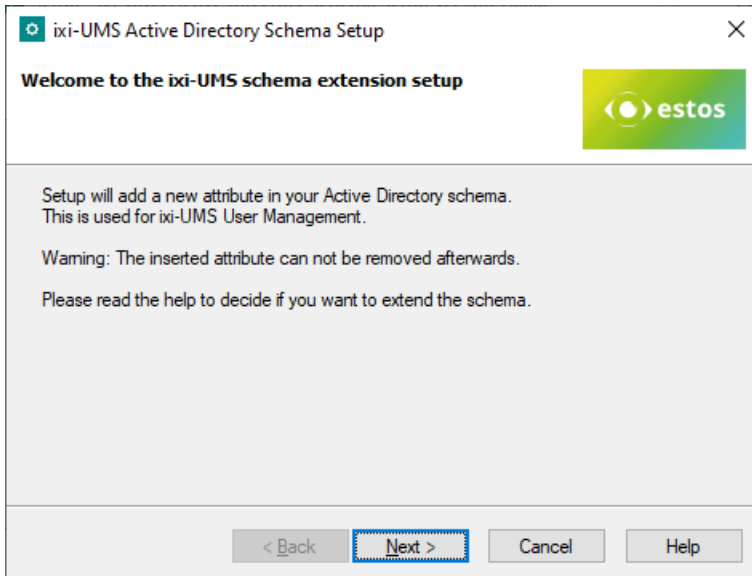 ixi-UMS Active Directory Schema Setup
Welcome to the ixi-UMS schema extension setup
estos
Setup will add a new attribute in your Active Directory schema.
This is used for ixi-UMS User Management.
Warning: The inserted attribute can not be removed afterwards.
Please read the help to decide if you want to extend the schema.
< Back
Next >
Cancel
Help